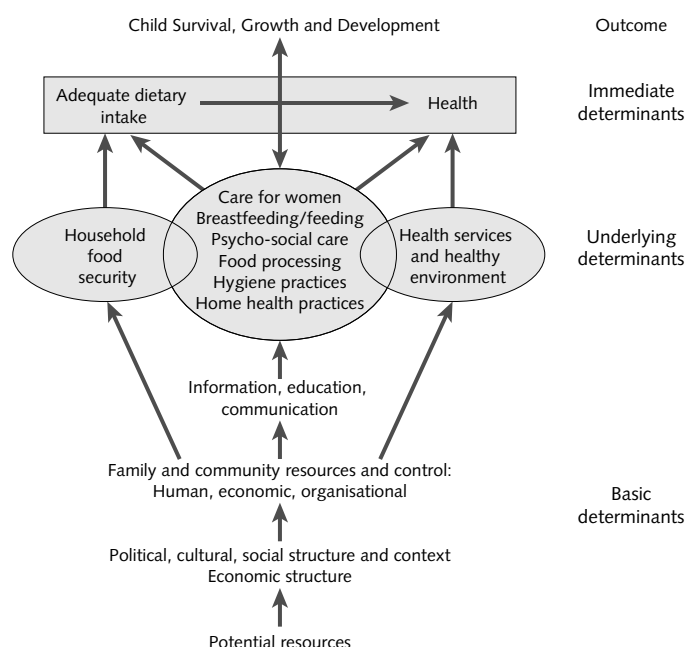 Child Survival, Growth and Development
Outcome
Adequate dietary
intake
Health
Immediate
determinants
Household
food
security
Care for women
Breastfeeding/feeding
Psycho-social care
Food processing
Hygiene practices
Home health practices
Health services
and healthy
environment
Underlying
determinants
Information, education,
communication
Family and community resources and control:
Human, economic, organisational
Basic
determinants
Political, cultural, social structure and context
Economic structure
Potential resources